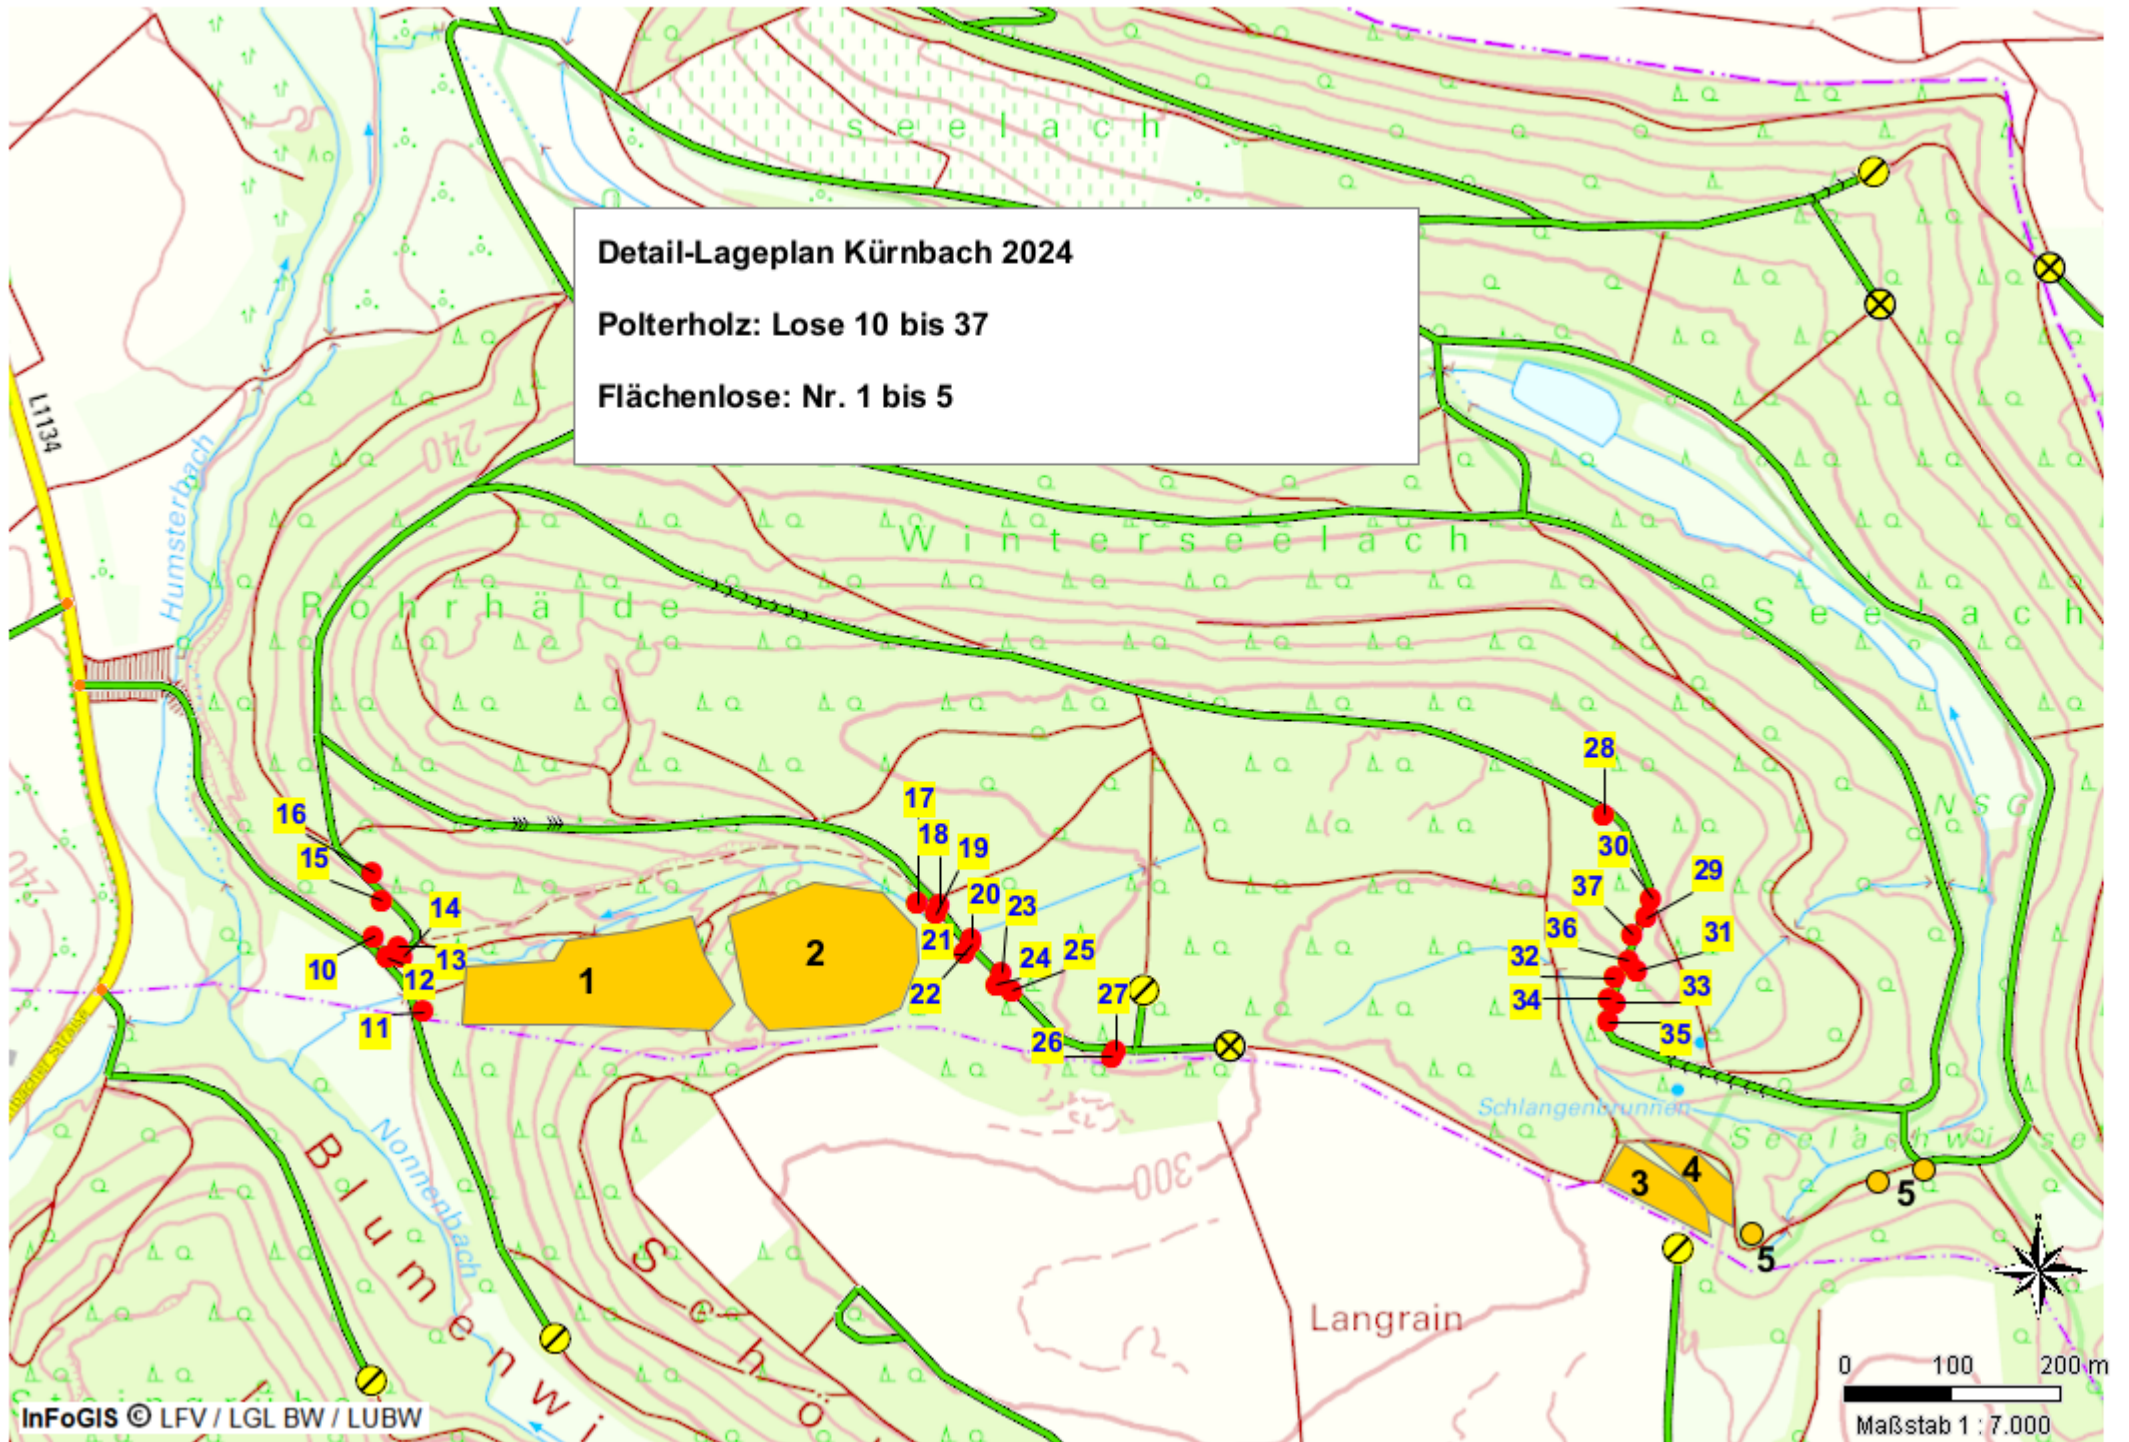 seelach
Detail-Lageplan Kürnbach 2024
Polterholz: Lose 10 bis 37
Flächenlose: Nr. 1 bis 5
L1134
240
Humsterbach
Winterseelach
Rohrhälde
Seelach
28
NSG
16
17
18
19
30
29
15
37
14
20
23
36
31
21
24
25
10
13
32
12
1
2
22
27
33
34
11
26
35
240
Schlangenbrunnen
Seelachwiese
300
3
4
5
5
Nonnenbach
Blumenwi
Schö
Langrain
0 100 200 m
Maßstab 1 : 7.000
InFoGIS © LFV / LGL BW / LUBW